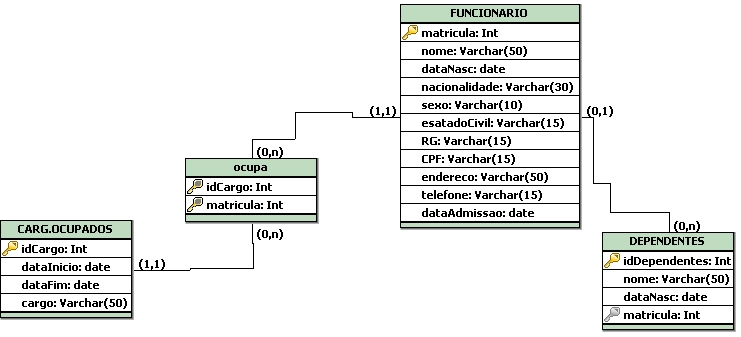 FUNCIONARIO
matricula: Int
nome: Varchar(50)
dataNasc: date
nacionalidade: Varchar(30)
sexo: Varchar(10)
esatadoCivil: Varchar(15)
RG: Varchar(15)
CPF: Varchar(15)
endereco: Varchar(50)
telefone: Varchar(15)
dataAdmissao: date
(1,1)
(0,1)
(0,n)
ocupa
idCargo: Int
matricula: Int
(0,n)
CARG.OCUPADOS
idCargo: Int
dataInicio: date
dataFim: date
cargo: Varchar(50)
(1,1)
(0,n)
DEPENDENTES
idDependentes: Int
nome: Varchar(50)
dataNasc: date
matricula: Int